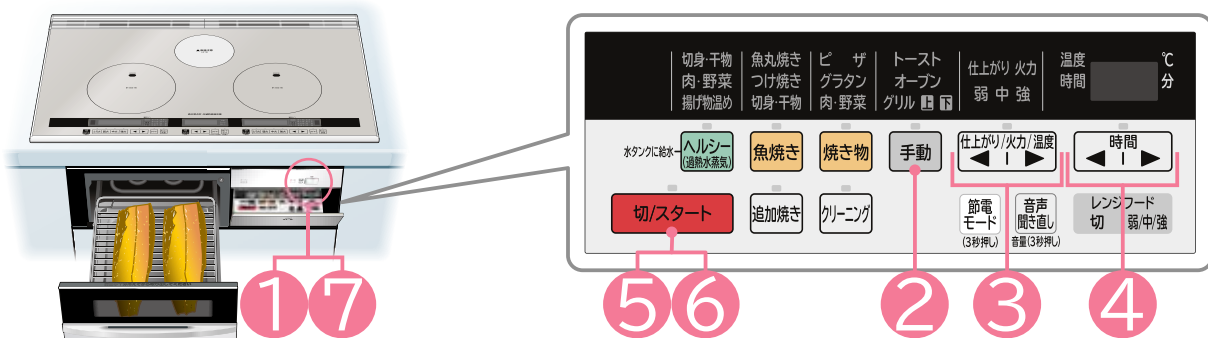 切身・干物
肉・野菜
揚げ物温め
魚丸焼き
つけ焼き
切身・干物
ピザ
グラタン
肉・野菜
トースト
オーブン
グリル 上 下
仕上がり 火力
弱 中 強
温度
時間
℃
分
水タンクに給水
ヘルシー
(過熱水蒸気)
魚焼き
焼き物
手動
仕上がり/火力/温度
◀ ▶
時間
◀ ▶
切/スタート
追加焼き
クリーニング
節電
モード
(3秒押し)
音声
聞き直し
音量(3秒押し)
レンジフード
切 弱/中/強
1 7
5 6
2
3
4